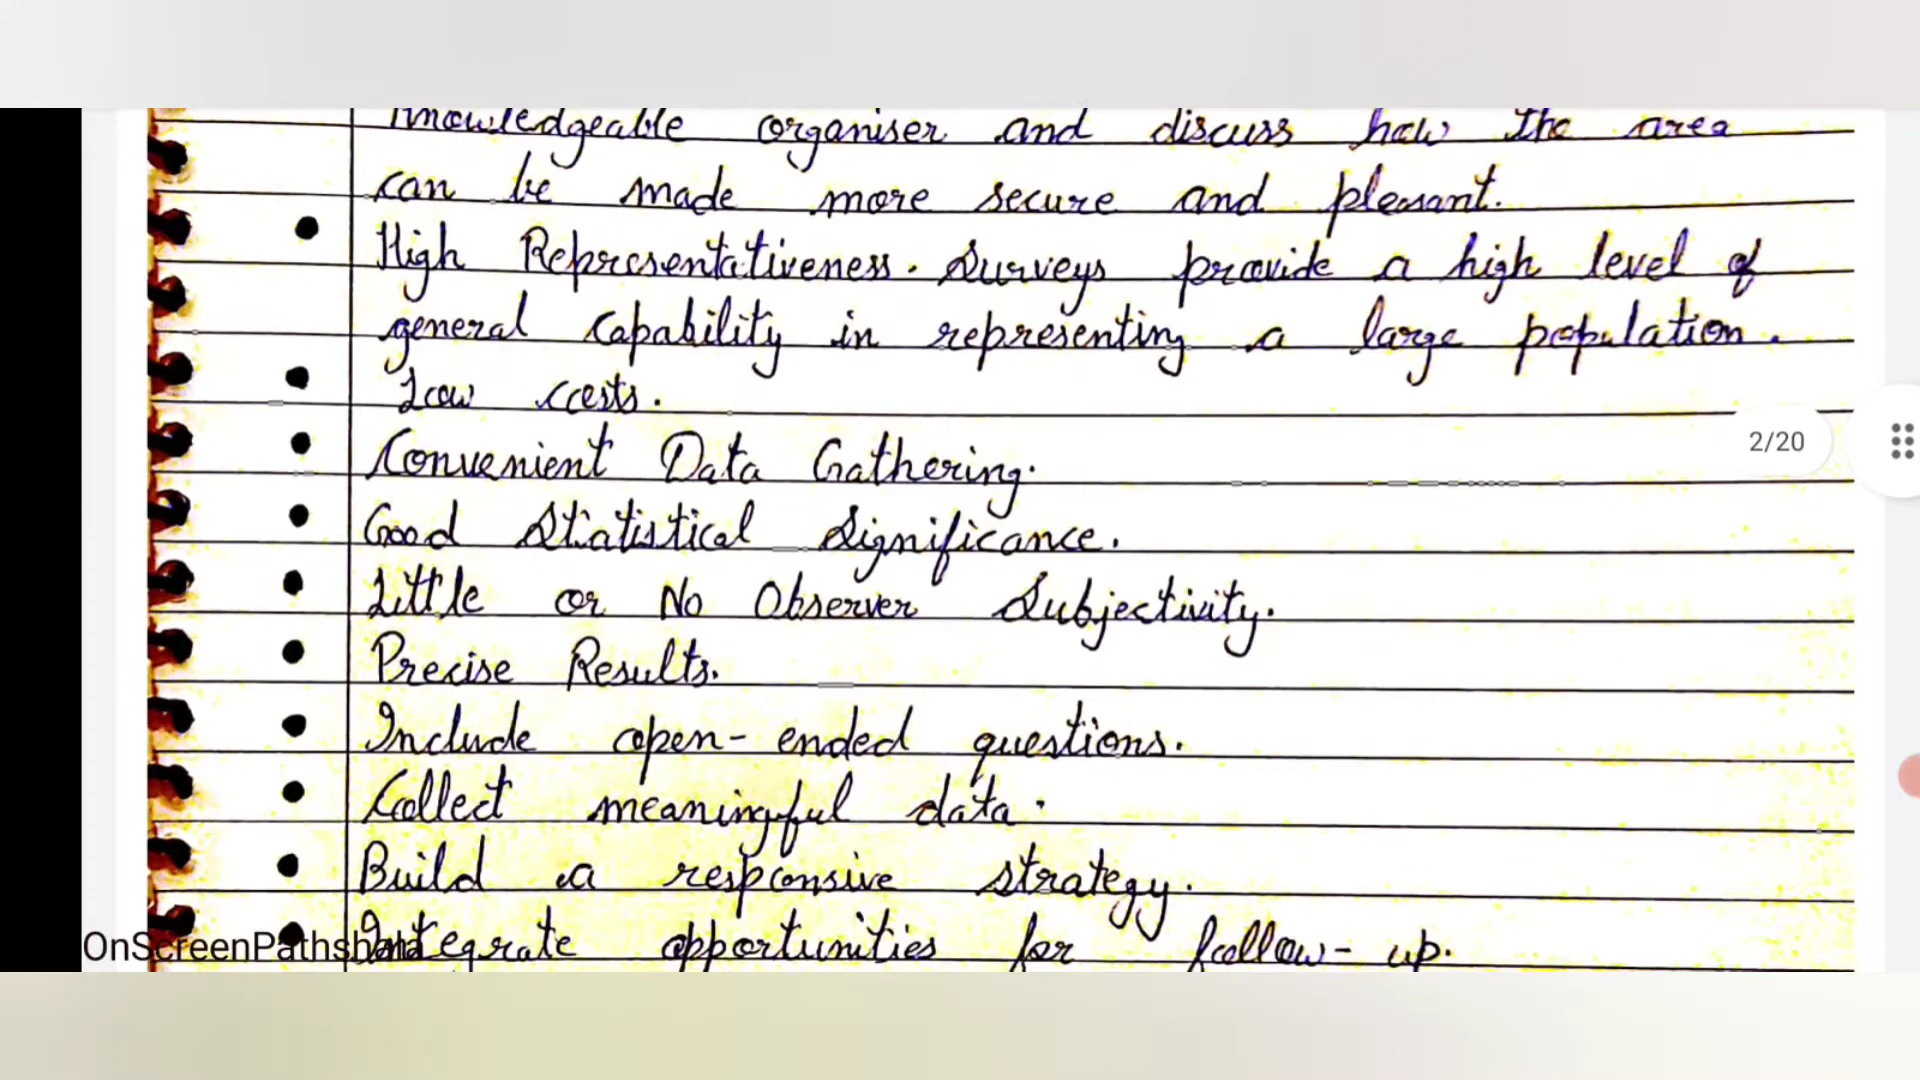 knowledgeable organiser and discuss how the area
can be made more secure and pleasant.
• High Representativeness. Surveys provide a high level of
general capability in representing a large population.
• Low costs.
2/20
• Convenient Data Gathering.
• Good Statistical Significance.
• Little or No Observer Subjectivity.
• Precise Results.
• Include open-ended questions.
• Collect meaningful data.
• Build a responsive strategy.
• Integrate opportunities for follow-up.
OnScreenPathshala